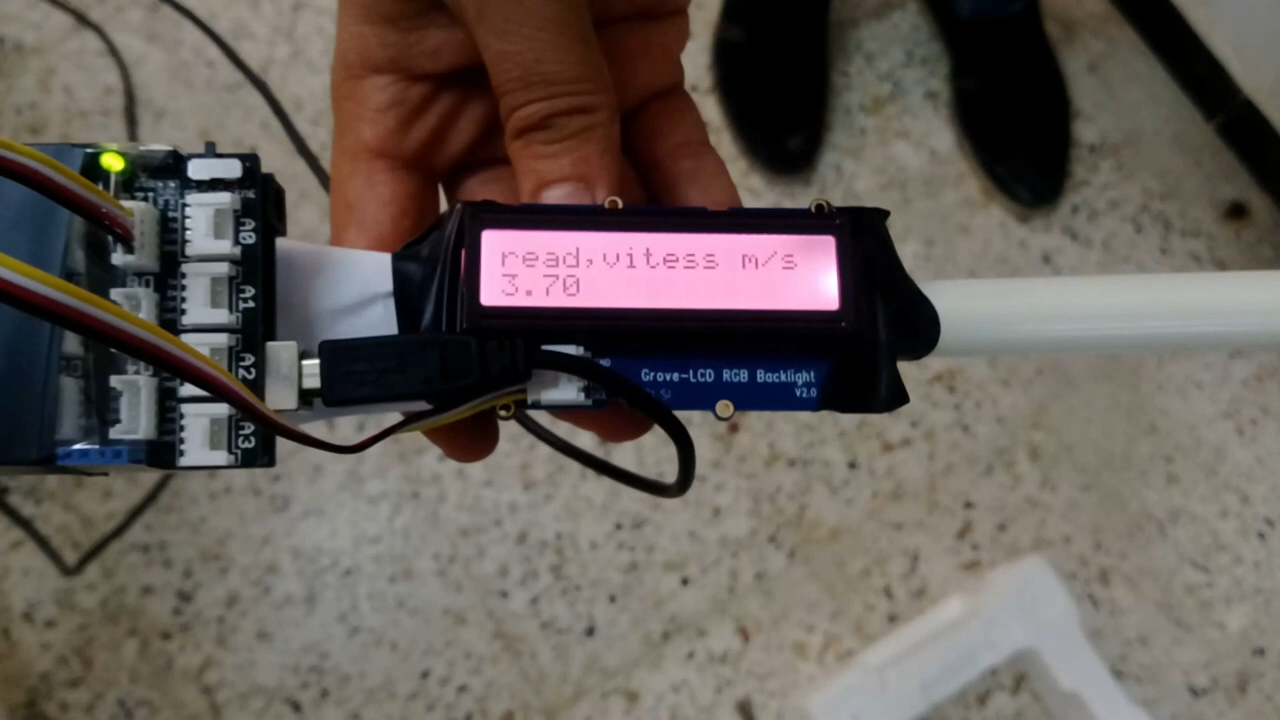 read,vitess m/s
3.70
Grove-LCD RGB Backlight
V2.0
A0
A1
A2
A3